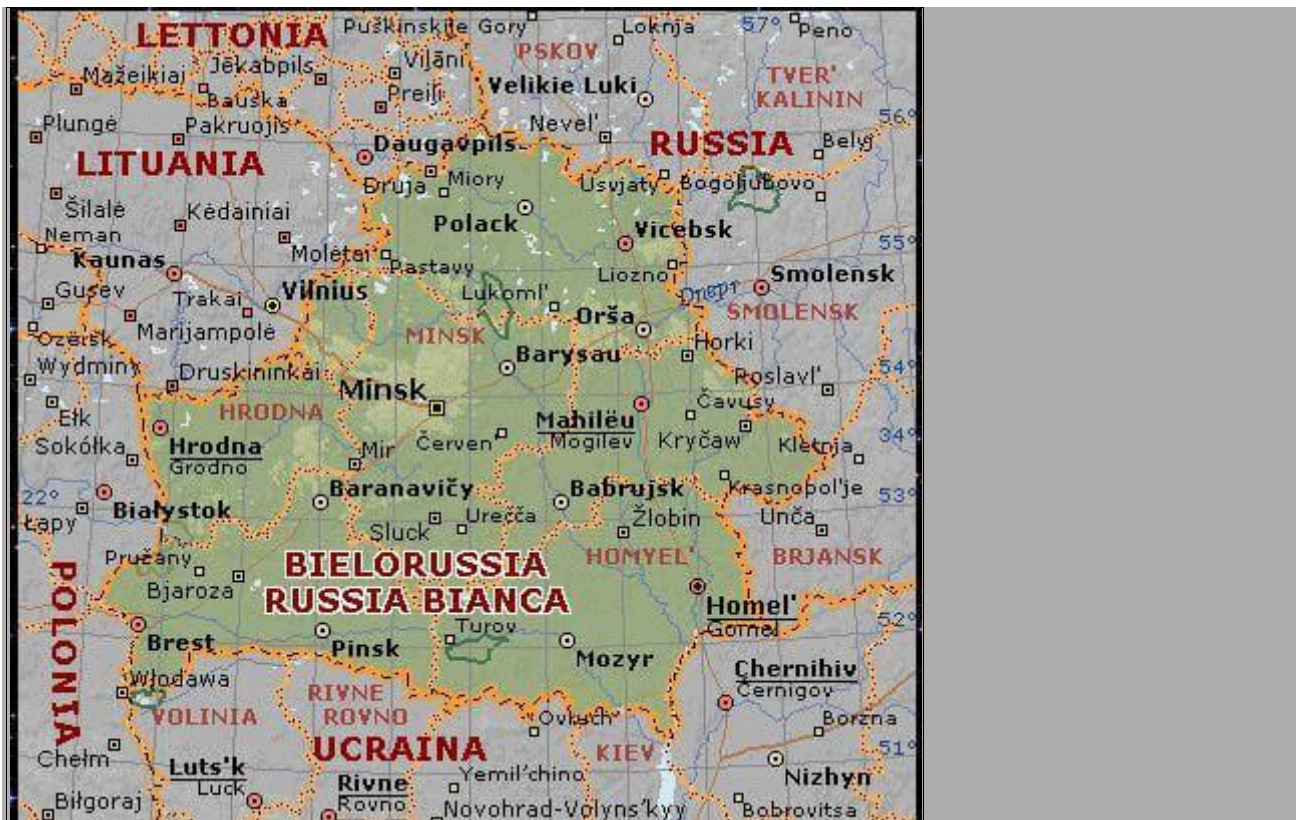 LETTONIA
Puškinskije Gory
Loknja
57°
Peno
PSKOV
Mažeikiaj
Jēkabpils
Viļāni
TVER'
KALININ
Velikie Luki
Bauska
Preiļi
56°
Plungė
Pakruojis
Nevel'
Daugavpils
RUSSIA
Belyj
LITUANIA
Druja
Miory
Usvjaty
Bogoljubovo
Šilalė
Kėdainiai
Polack
Vicebsk
Neman
Molėtai
55°
Kaunas
Pastavy
Liozno
Smolensk
Gusev
Trakai
Vilnius
Lukoml'
Dnepr
SMOLENSK
Marijampolė
MINSK
Orša
Ozërsk
Barysau
Horki
Wydminy
Druskininkai
54°
Roslavl'
Ełk
HRODNA
Minsk
Čavusy
Mahilëu
Mogilev
Sokółka
Hrodna
Grodno
Mir
Červen'
Kryčaw
Kletnja
34°
22°
Białystok
Baranavičy
Babrujsk
Krasnopol'je
53°
Łapy
Sluck
Urečča
Žlobin
Unča
Pružany
BIELORUSSIA
RUSSIA BIANCA
HOMYEL'
BRJANSK
Bjaroza
POLONIA
Homel'
Gomel
52°
Brest
Pinsk
Turov
Mozyr
Chernihiv
Černigov
Włodawa
RIVNE
ROVNO
VOLINIA
Ovruch
Borzna
UCRAINA
KIEV
51°
Chełm
Luts'k
Luck
Rivne
Rovno
Yemil'chino
Nizhyn
Biłgoraj
Novohrad-Volyns'kyy
Bobrovitsa